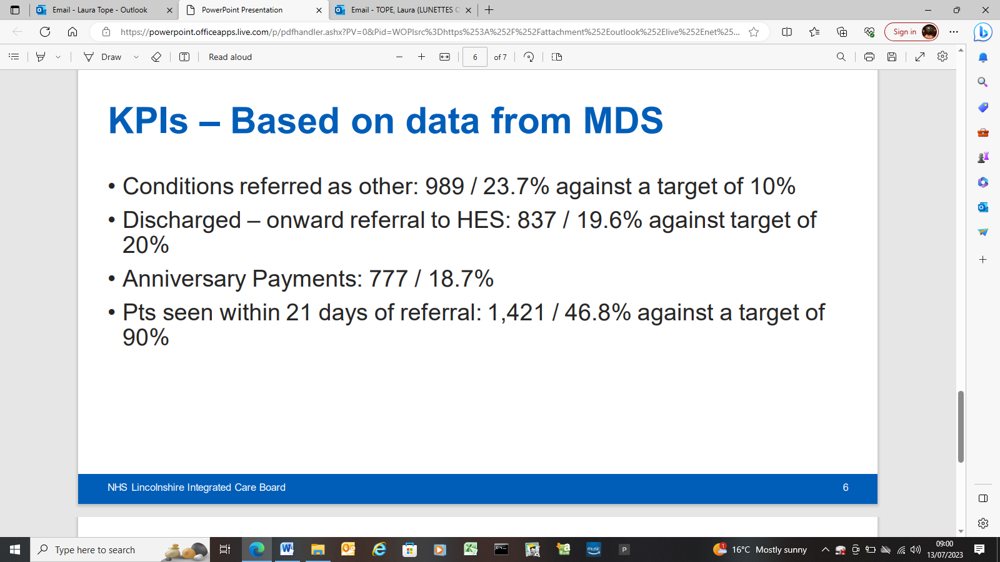 Email - Laura Tope - Outlook
PowerPoint Presentation
Email - TOPE, Laura (LUNETTES O
https://powerpoint.officeapps.live.com/p/pdfhandler.ashx?PV=0&Pid=WOPIsrc%3Dhttps%253A%252F%252Fattachment%252Eoutlook%252Elive%252Enet%25...
Sign in
Draw
Read aloud
6
of 7
KPIs – Based on data from MDS
• Conditions referred as other: 989 / 23.7% against a target of 10%
• Discharged – onward referral to HES: 837 / 19.6% against target of
20%
• Anniversary Payments: 777 / 18.7%
• Pts seen within 21 days of referral: 1,421 / 46.8% against a target of
90%
NHS Lincolnshire Integrated Care Board
6
Type here to search
music
P
1
16°C Mostly sunny
09:00
13/07/2023